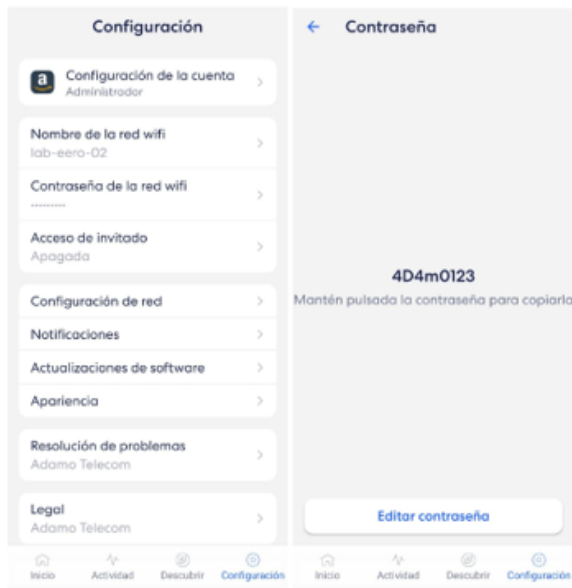 Configuración
Configuración de la cuenta
Administrador
Nombre de la red wifi
lab-eero-02
Contraseña de la red wifi
---------
Acceso de invitado
Apagada
Configuración de red
Notificaciones
Actualizaciones de software
Apariencia
Resolución de problemas
Adamo Telecom
Legal
Adamo Telecom
Inicio
Actividad
Descubrir
Configuración
Contraseña
4D4m0123
Mantén pulsada la contraseña para copiarla
Editar contraseña
Inicio
Actividad
Descubrir
Configuración